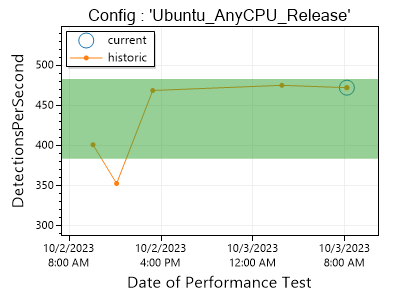 Config : 'Ubuntu_AnyCPU_Release'
current
historic
DetectionsPerSecond
500
450
400
350
300
10/2/2023 10/2/2023 10/3/2023 10/3/2023
8:00 AM 4:00 PM 12:00 AM 8:00 AM
Date of Performance Test